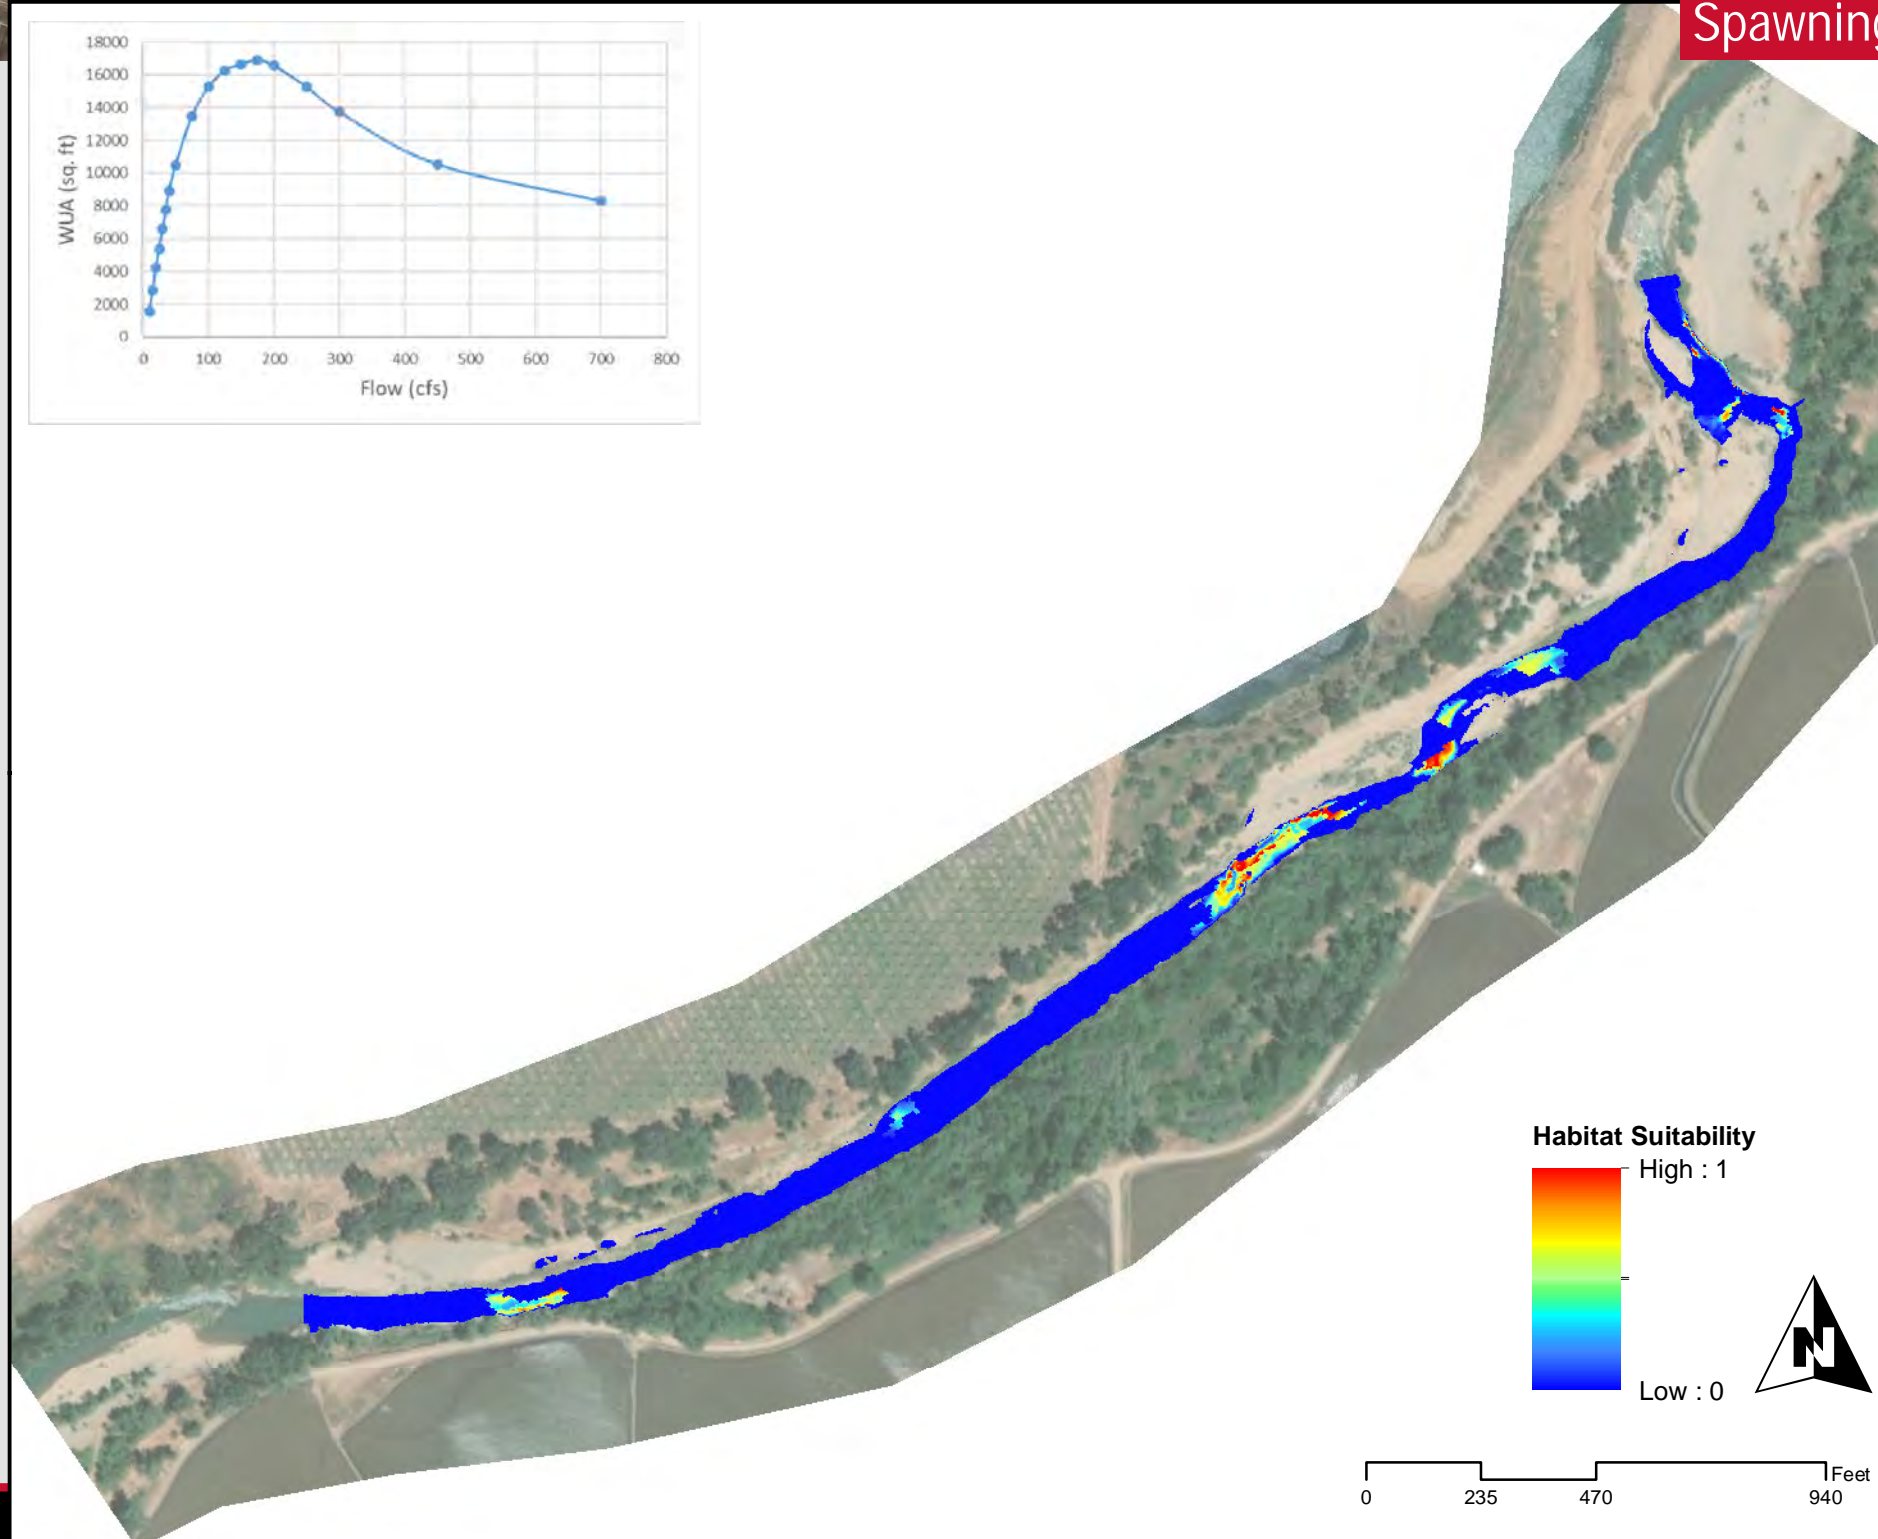 Spawning
18000
16000
14000
12000
10000
8000
6000
4000
2000
0
WUA (sq. ft)
0 100 200 300 400 500 600 700 800
Flow (cfs)
Habitat Suitability
High : 1
Low : 0
N
Feet
0 235 470 940